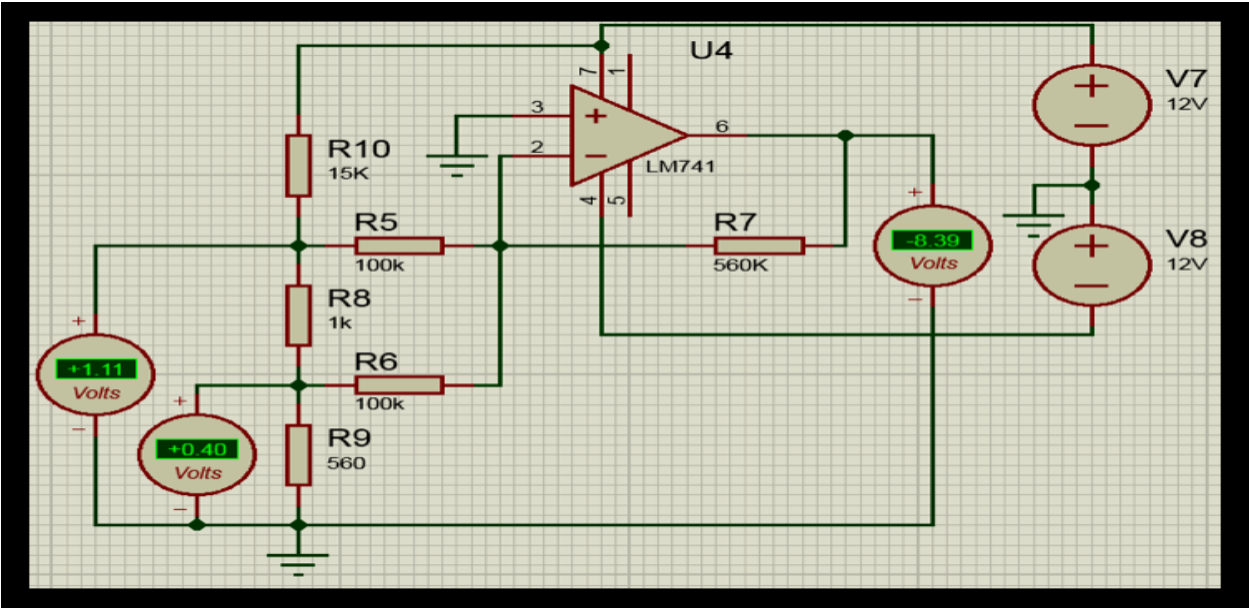 U4
7
1
3
+
2
−
6
LM741
4
5
V7
12V
+
−
R10
15K
R5
100k
R7
560K
+
-8.39
Volts
−
V8
12V
+
−
R8
1k
+
+1.11
Volts
−
R6
100k
+
+0.40
Volts
−
R9
560